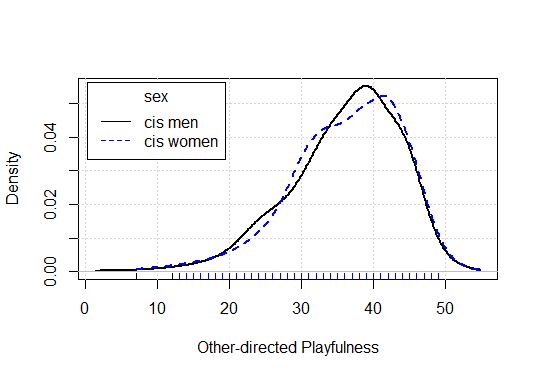 sex
cis men
cis women
Density
0.04
0.02
0.00
0 10 20 30 40 50
Other-directed Playfulness